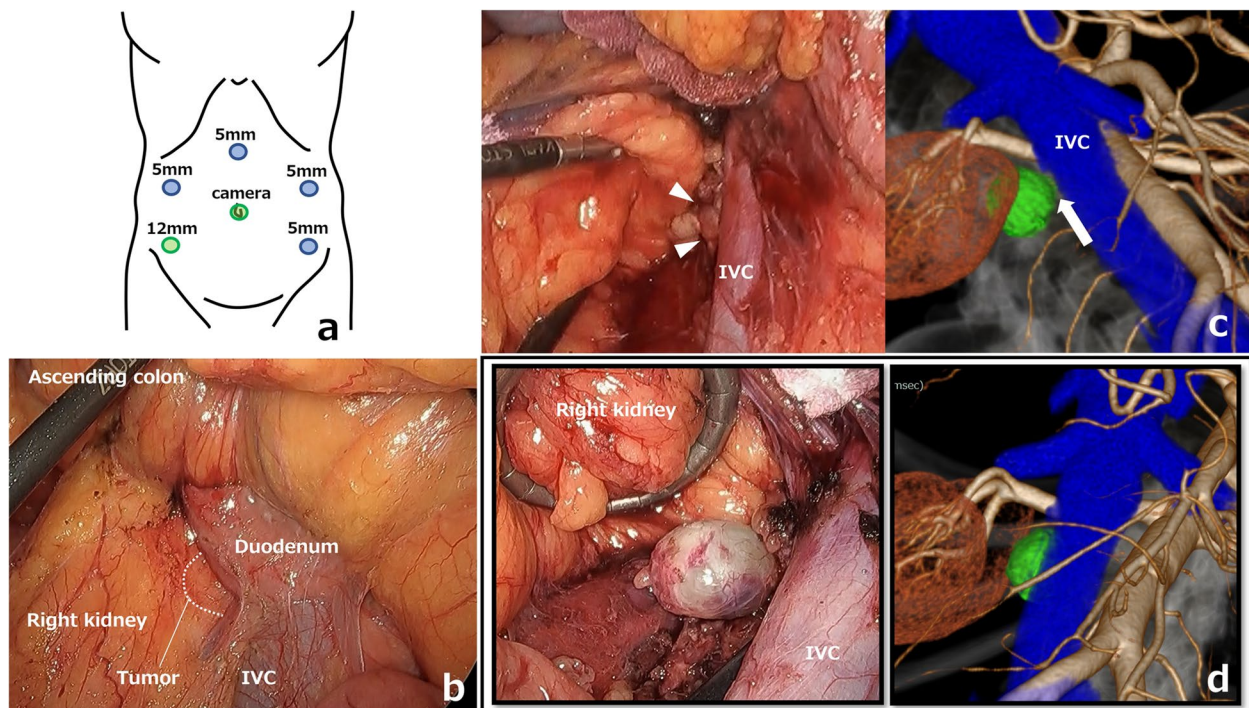 5mm
5mm
5mm
camera
12mm
5mm
a
IVC
IVC
c
Ascending colon
Duodenum
Right kidney
Tumor
IVC
b
Right kidney
IVC
msec)
d